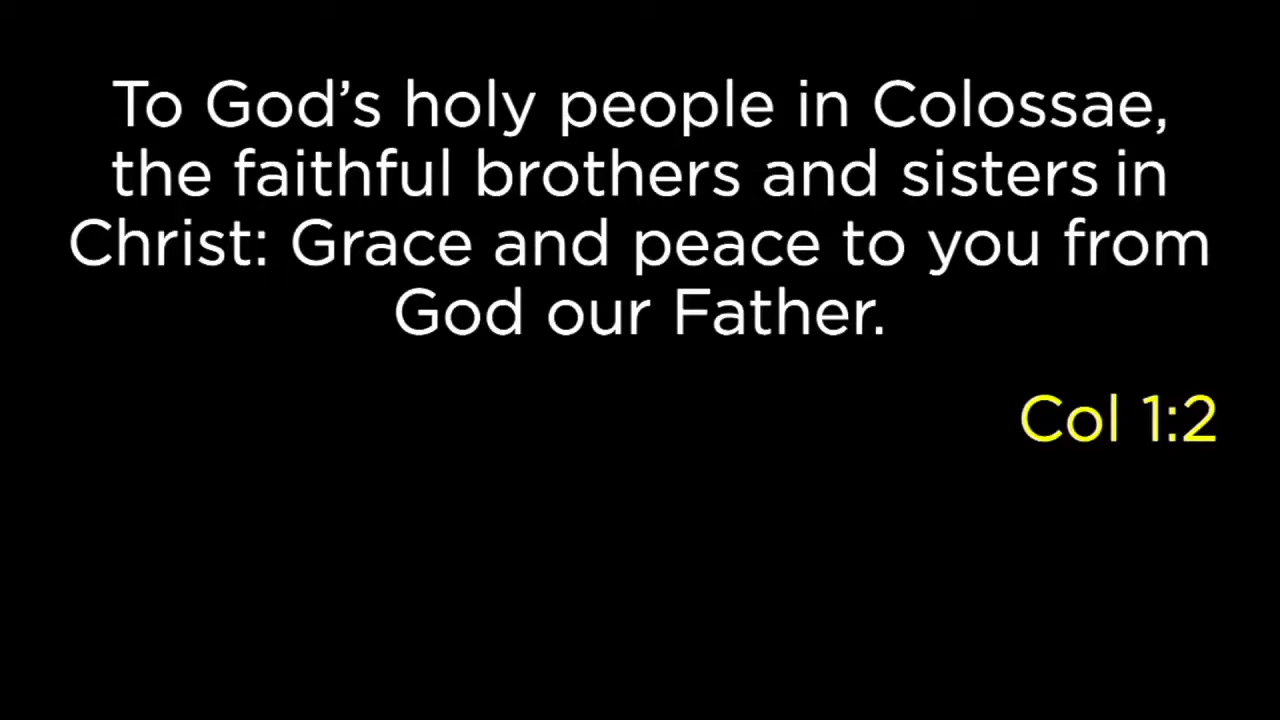 To God’s holy people in Colossae,
the faithful brothers and sisters in
Christ: Grace and peace to you from
God our Father.
Col 1:2